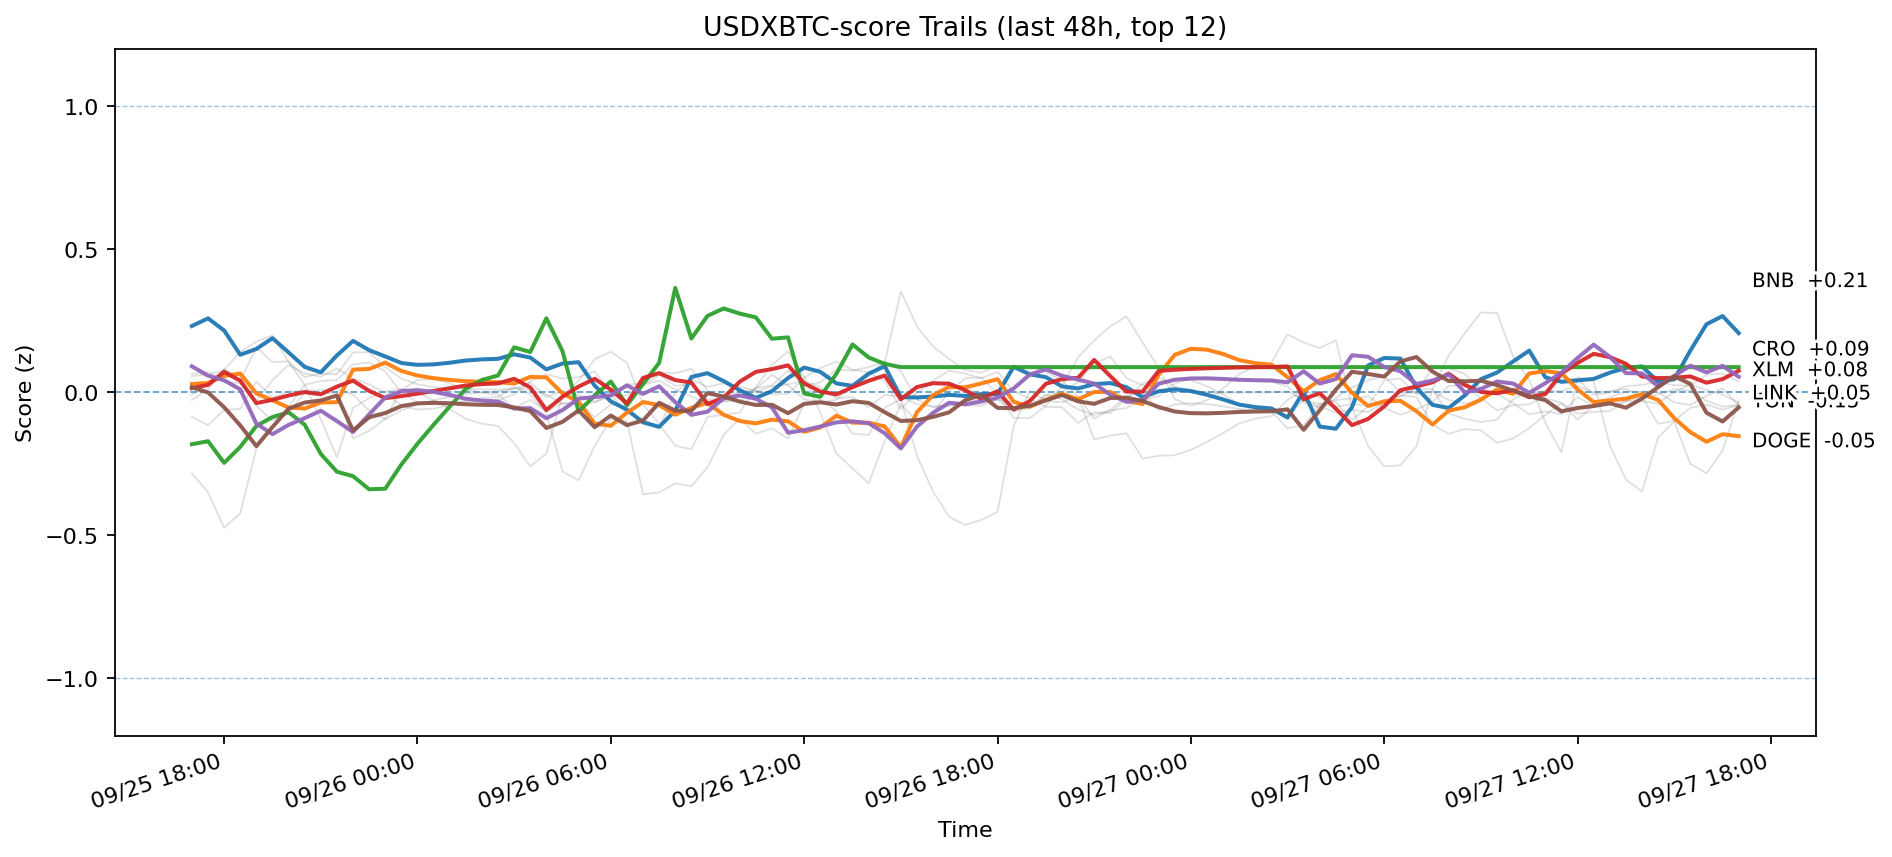 USDXBTC-score Trails (last 48h, top 12)
Score (z)
1.0
0.5
0.0
−0.5
−1.0
BNB +0.21
CRO +0.09
XLM +0.08
LINK +0.05
DOGE -0.05
09/25 18:00
09/26 00:00
09/26 06:00
09/26 12:00
09/26 18:00
09/27 00:00
09/27 06:00
09/27 12:00
09/27 18:00
Time